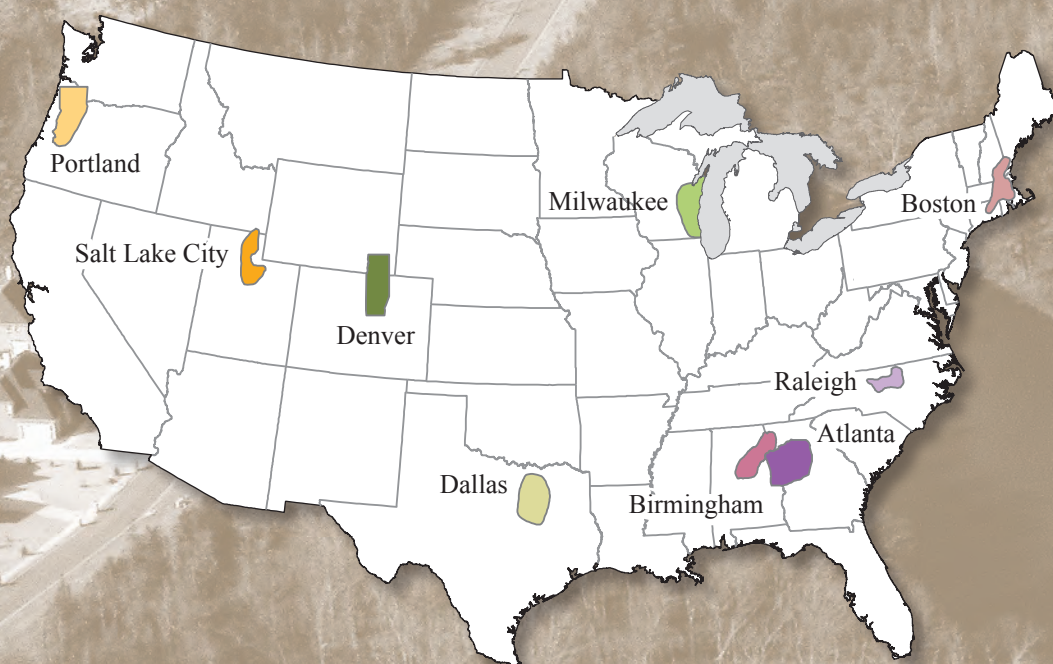 Portland
Milwaukee
Boston
Salt Lake City
Denver
Raleigh
Atlanta
Dallas
Birmingham